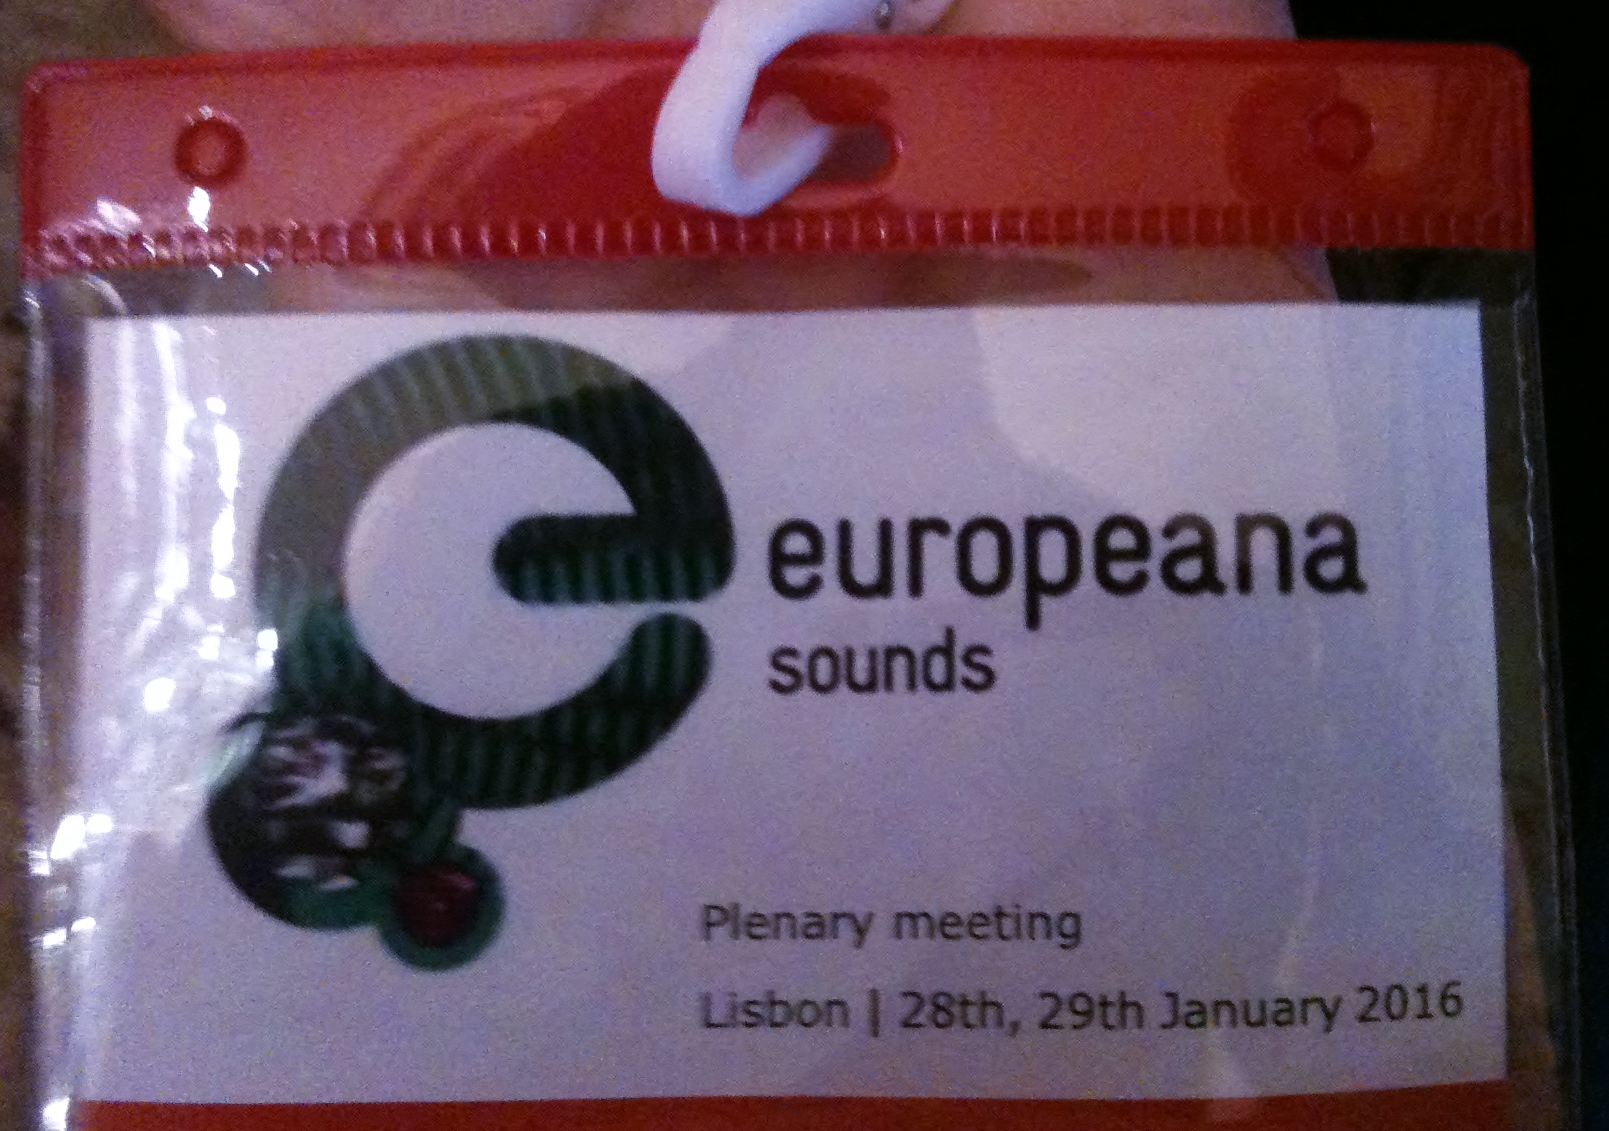 europeana
sounds
Plenary meeting
Lisbon | 28th, 29th January 2016